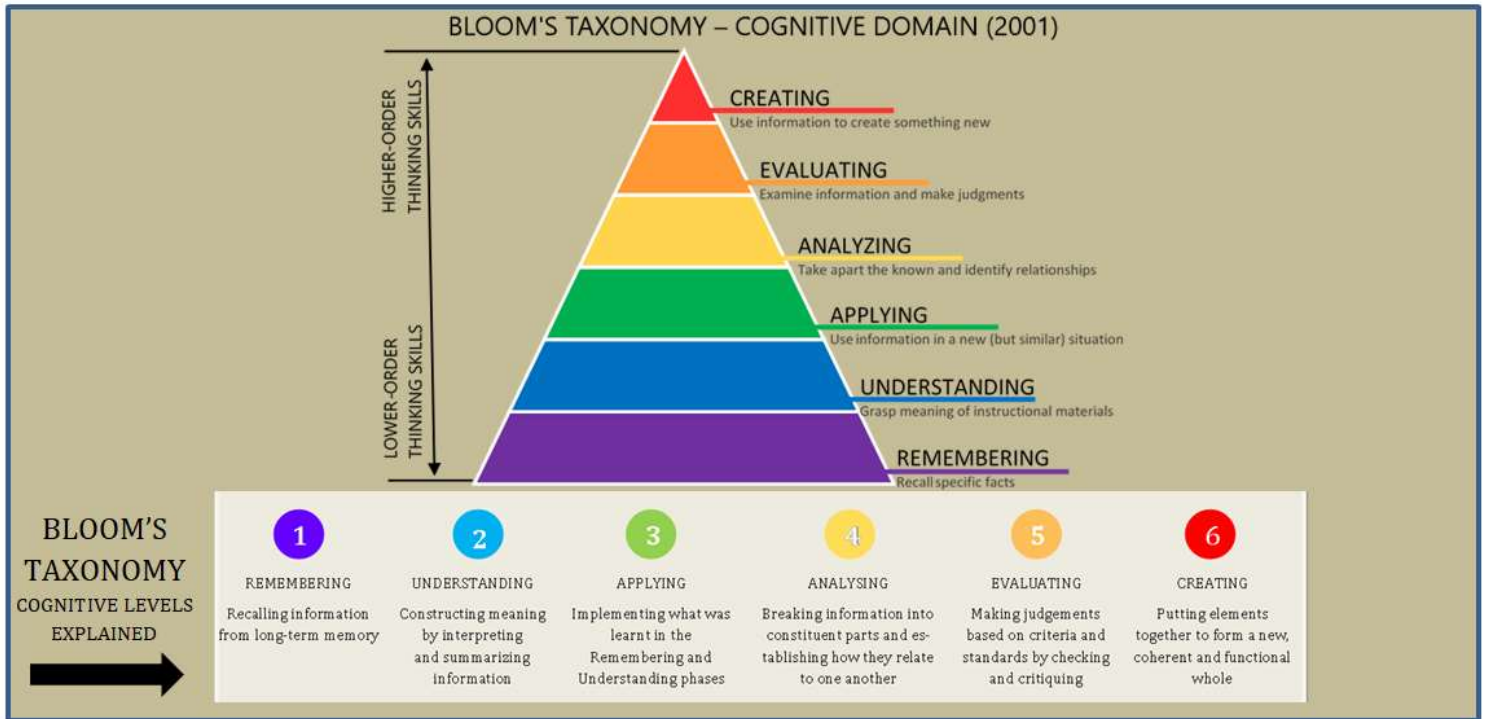 BLOOM'S TAXONOMY – COGNITIVE DOMAIN (2001)
HIGHER-ORDER
THINKING SKILLS
LOWER-ORDER
THINKING SKILLS
CREATING
Use information to create something new
EVALUATING
Examine information and make judgments
ANALYZING
Take apart the known and identify relationships
APPLYING
Use information in a new (but similar) situation
UNDERSTANDING
Grasp meaning of instructional materials
REMEMBERING
Recall specific facts
BLOOM’S
TAXONOMY
COGNITIVE LEVELS
EXPLAINED
1
REMEMBERING
Recalling information
from long-term memory
2
UNDERSTANDING
Constructing meaning
by interpreting
and summarizing
information
3
APPLYING
Implementing what was
learnt in the
Remembering and
Understanding phases
4
ANALYSING
Breaking information into
constituent parts and es-
tablishing how they relate
to one another
5
EVALUATING
Making judgements
based on criteria and
standards by checking
and critiquing
6
CREATING
Putting elements
together to form a new,
coherent and functional
whole